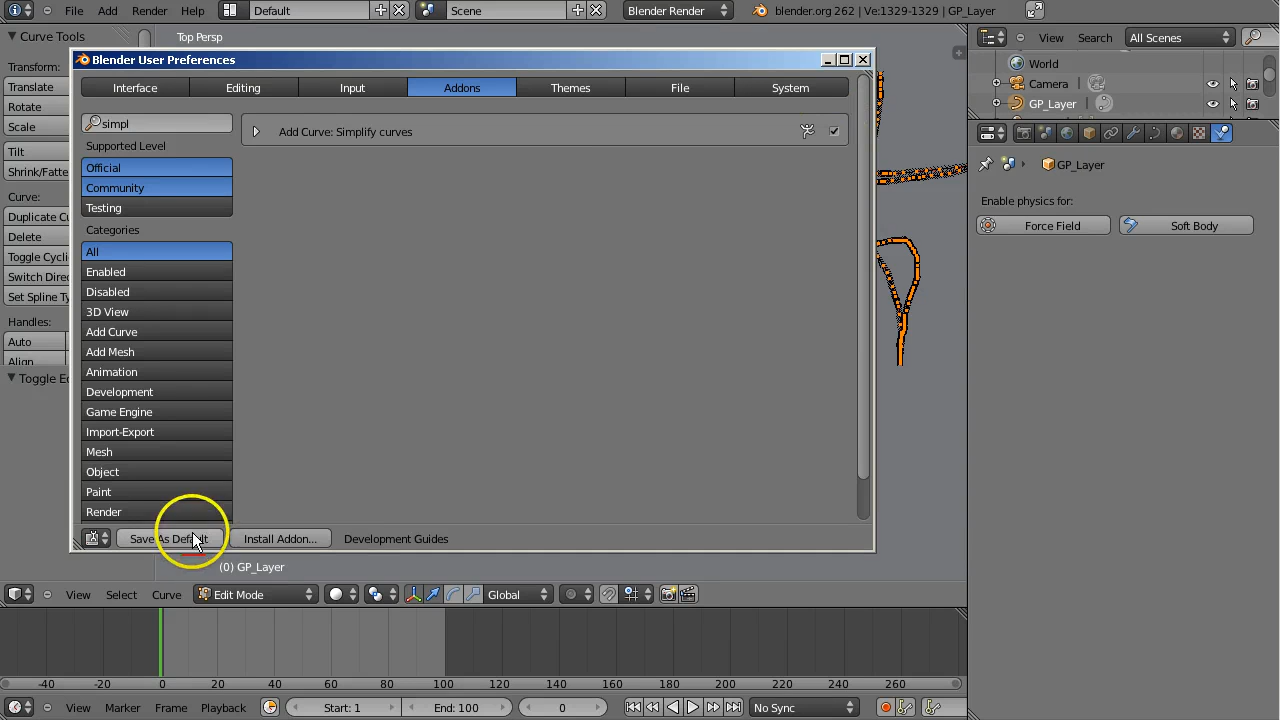 File Add Render Help Default Scene Blender Render blender.org 262 | Ve:1329-1329 | GP_Layer
Curve Tools
Top Persp
View Search All Scenes
World
Camera
GP_Layer
Transform:
Translate
Rotate
Scale
Tilt
Shrink/Fatte
Curve:
Duplicate Cu
Delete
Toggle Cycli
Switch Direc
Set Spline Ty
Handles:
Auto
Align
Toggle Ed
Blender User Preferences
Interface Editing Input Addons Themes File System
simpl
Add Curve: Simplify curves
Supported Level
Official
Community
Testing
Categories
All
Enabled
Disabled
3D View
Add Curve
Add Mesh
Animation
Development
Game Engine
Import-Export
Mesh
Object
Paint
Render
Save As Default Install Addon... Development Guides
GP_Layer
Enable physics for:
Force Field Soft Body
(0) GP_Layer
View Select Curve Edit Mode Global
-40 -20 0 20 40 60 80 100 120 140 160 180 200 220 240 260
View Marker Frame Playback Start: 1 End: 100 0 No Sync